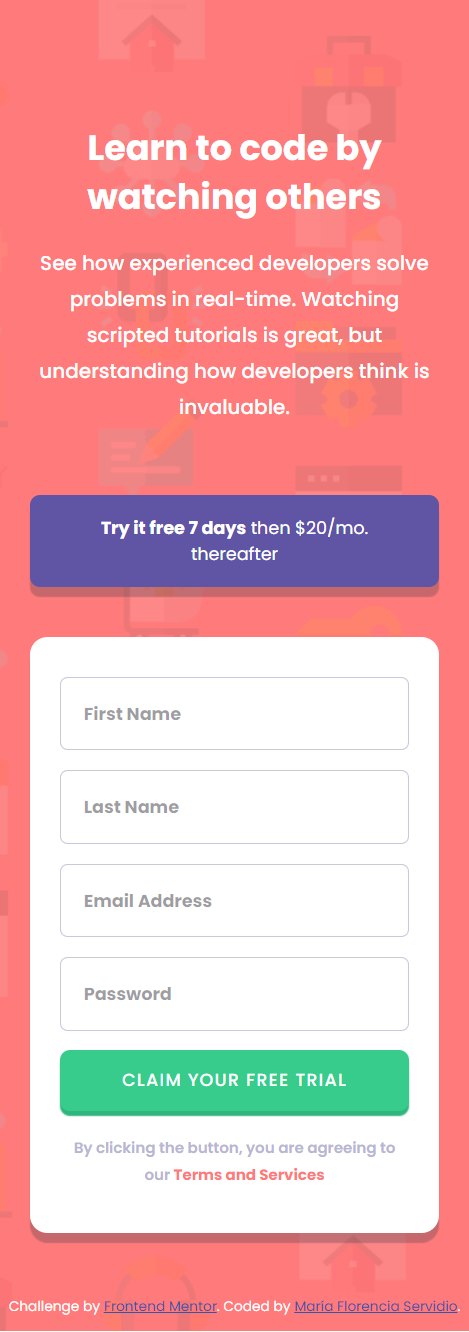 Learn to code by
watching others
See how experienced developers solve
problems in real-time. Watching
scripted tutorials is great, but
understanding how developers think is
invaluable.
Try it free 7 days then $20/mo.
thereafter
First Name
Last Name
Email Address
Password
CLAIM YOUR FREE TRIAL
By clicking the button, you are agreeing to
our Terms and Services
Challenge by Frontend Mentor. Coded by María Florencia Servidio.